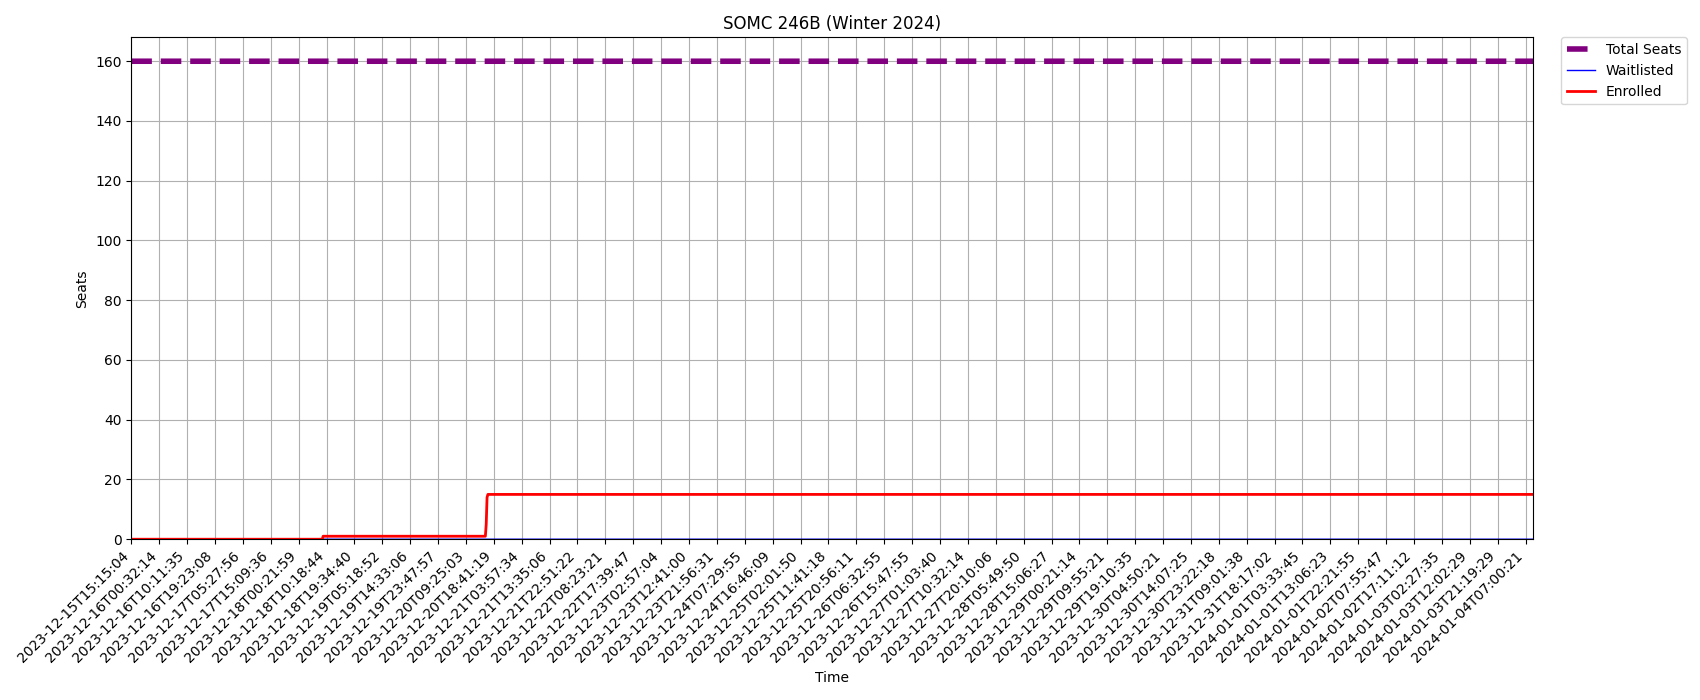 SOMC 246B (Winter 2024)
Total Seats
Waitlisted
Enrolled
160
140
120
100
80
60
40
20
0
Seats
2023-12-15T15:15:04
2023-12-16T00:32:14
2023-12-16T10:11:35
2023-12-16T19:23:08
2023-12-17T05:27:56
2023-12-17T15:09:36
2023-12-18T00:21:59
2023-12-18T10:18:44
2023-12-18T19:34:40
2023-12-19T05:18:52
2023-12-19T14:33:06
2023-12-19T23:47:57
2023-12-20T09:25:03
2023-12-20T18:41:19
2023-12-21T03:57:34
2023-12-21T13:35:06
2023-12-21T22:51:22
2023-12-22T08:23:21
2023-12-22T17:39:47
2023-12-23T02:57:04
2023-12-23T12:41:00
2023-12-23T21:56:31
2023-12-24T07:29:55
2023-12-24T16:46:09
2023-12-25T02:01:50
2023-12-25T11:41:18
2023-12-25T20:56:11
2023-12-26T06:32:55
2023-12-26T15:47:55
2023-12-27T01:03:40
2023-12-27T10:32:14
2023-12-27T20:10:06
2023-12-28T05:49:50
2023-12-28T15:06:27
2023-12-29T00:21:14
2023-12-29T09:55:21
2023-12-29T19:10:35
2023-12-30T04:50:21
2023-12-30T14:07:25
2023-12-30T23:22:18
2023-12-31T09:01:38
2023-12-31T18:17:02
2024-01-01T03:33:45
2024-01-01T13:06:23
2024-01-01T22:21:55
2024-01-02T07:55:47
2024-01-02T17:11:12
2024-01-03T02:27:35
2024-01-03T12:02:29
2024-01-03T21:19:29
2024-01-04T07:00:21
Time